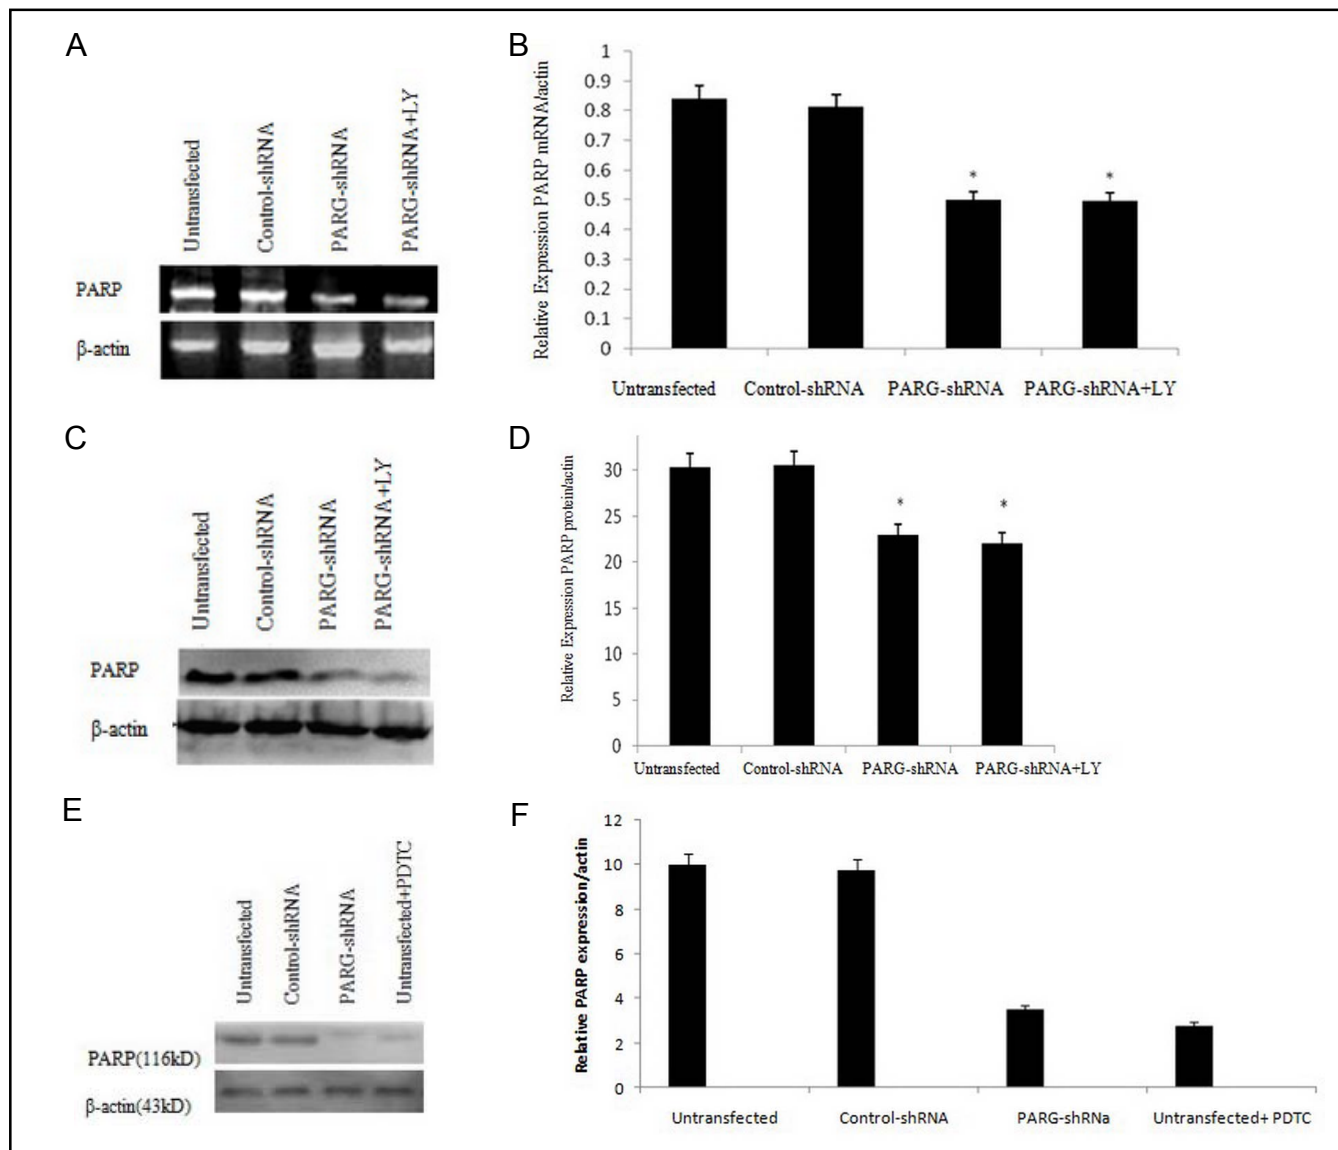 A
Untransfected
Control-shRNA
PARG-shRNA
PARG-shRNA+LY
PARP
β-actin
B
Relative Expression PARP mRNA/actin
1
0.9
0.8
0.7
0.6
0.5
0.4
0.3
0.2
0.1
0
*
*
Untransfected Control-shRNA PARG-shRNA PARG-shRNA+LY
C
Untransfected
Control-shRNA
PARG-shRNA
PARG-shRNA+LY
PARP
β-actin
D
Relative Expression PARP protein/actin
30
25
20
15
10
5
0
*
*
Untransfected Control-shRNA PARG-shRNA PARG-shRNA+LY
E
Untransfected
Control-shRNA
PARG-shRNA
Untransfected+PDTC
PARP(116kD)
β-actin(43kD)
F
Relative PARP expression/actin
12
10
8
6
4
2
0
Untransfected Control-shRNA PARG-shRNa Untransfected+ PDTC